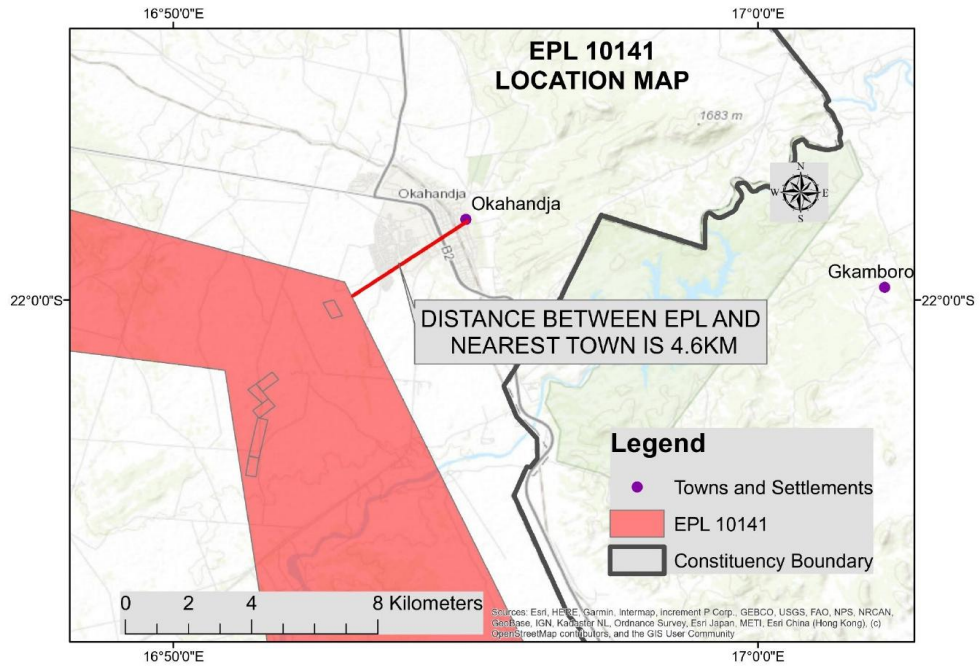 16°50'0"E
17°0'0"E
EPL 10141
LOCATION MAP
1683 m
N
W
E
S
Okahandja
Okahandja
B2
Gkamboro
22°0'0"S
22°0'0"S
DISTANCE BETWEEN EPL AND
NEAREST TOWN IS 4.6KM
Legend
Towns and Settlements
EPL 10141
Constituency Boundary
0 2 4 8 Kilometers
Sources: Esri, HERE, Garmin, Intermap, increment P Corp., GEBCO, USGS, FAO, NPS, NRCAN,
GeoBase, IGN, Kadaster NL, Ordnance Survey, Esri Japan, METI, Esri China (Hong Kong), (c)
OpenStreetMap contributors, and the GIS User Community
16°50'0"E
17°0'0"E